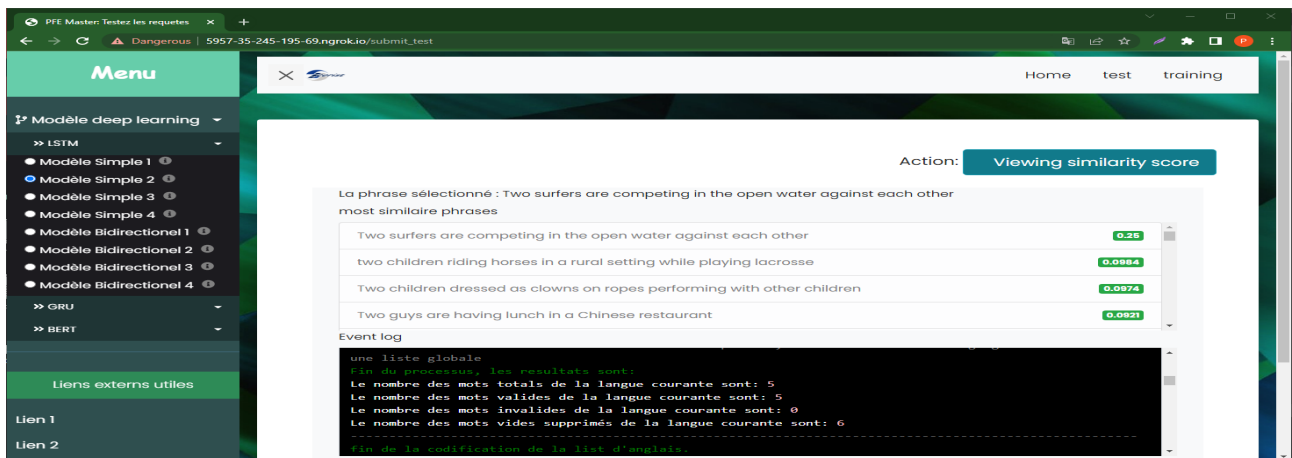 PFE Master: Testez les requetes
Dangerous | 5957-35-245-195-69.ngrok.io/submit_test
P
Menu
Home test training
Modèle deep learning
>> LSTM
Modèle Simple 1
Modèle Simple 2
Modèle Simple 3
Modèle Simple 4
Modèle Bidirectionel 1
Modèle Bidirectionel 2
Modèle Bidirectionel 3
Modèle Bidirectionel 4
>> GRU
>> BERT
Liens externs utiles
Lien 1
Lien 2
Action: Viewing similarity score
La phrase sélectionné : Two surfers are competing in the open water against each other
most similaire phrases
Two surfers are competing in the open water against each other 0.25
two children riding horses in a rural setting while playing lacrosse 0.0984
Two children dressed as clowns on ropes performing with other children 0.0974
Two guys are having lunch in a Chinese restaurant 0.0921
Event log
une liste globale
Fin du processus, les resultats sont:
Le nombre des mots totals de la langue courante sont: 5
Le nombre des mots valides de la langue courante sont: 5
Le nombre des mots invalides de la langue courante sont: 0
Le nombre des mots vides supprimés de la langue courante sont: 6
fin de la codification de la list d'anglais.